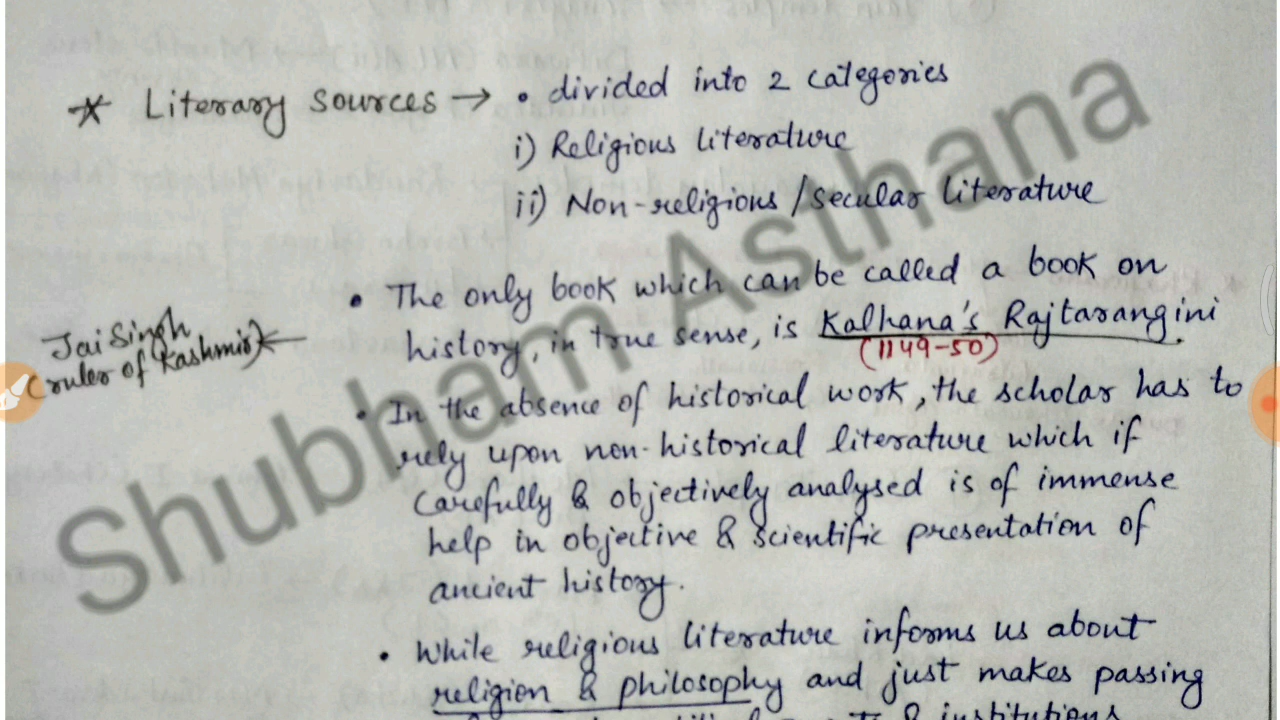 * Literary sources → • divided into 2 categories
i) Religious literature
ii) Non-religious / Secular literature
• The only book which can be called a book on
history, in true sense, is Kalhana's Rajtarangini
(1149-50)
Jai Singh
(ruler of Kashmir) ←
• In the absence of historical work, the scholar has to
rely upon non-historical literature which if
carefully & objectively analysed is of immense
help in objective & scientific presentation of
ancient history.
• While religious literature informs us about
religion & philosophy and just makes passing
& institutions
Shubham Asthana